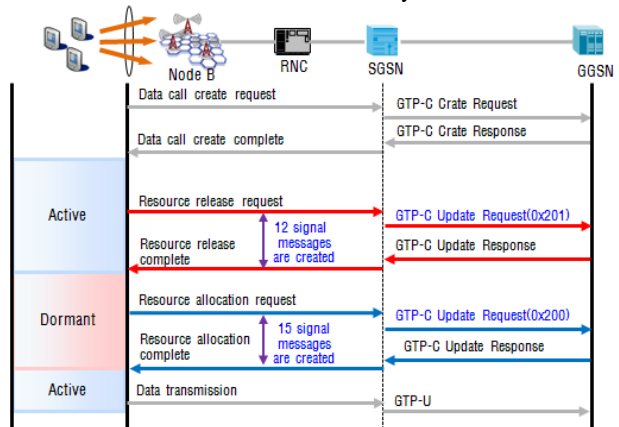 Node B
RNC
SGSN
GGSN
Data call create request
GTP-C Crate Request
GTP-C Crate Response
Data call create complete
Active
Resource release request
GTP-C Update Request(0x201)
12 signal
messages
are created
Resource release
complete
GTP-C Update Response
Dormant
Resource allocation request
GTP-C Update Request(0x200)
15 signal
messages
are created
Resource allocation
complete
GTP-C Update Response
Active
Data transmission
GTP-U